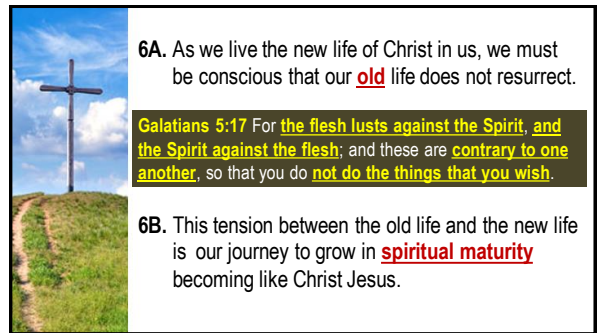 6A. As we live the new life of Christ in us, we must
be conscious that our old life does not resurrect.
Galatians 5:17 For the flesh lusts against the Spirit, and
the Spirit against the flesh; and these are contrary to one
another, so that you do not do the things that you wish.
6B. This tension between the old life and the new life
is our journey to grow in spiritual maturity
becoming like Christ Jesus.